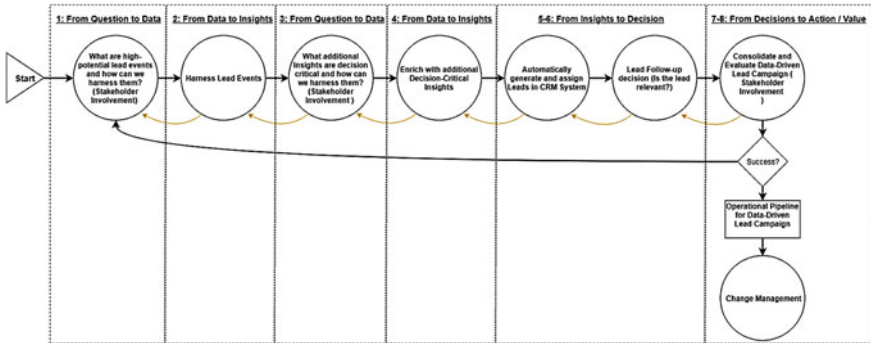 1: From Question to Data
2: From Data to Insights
3: From Question to Data
4: From Data to Insights
5-6: From Insights to Decision
7-8: From Decisions to Action / Value
Start
What are high-
potential lead events
and how can we
harness them?
(Stakeholder
Involvement)
Harness Lead Events
What additional
Insights are decision
critical and how can
we harness them?
(Stakeholder
Involvement )
Enrich with additional
Decision-Critical
Insights
Automatically
generate and assign
Leads in CRM System
Lead Follow-up
decision (Is the lead
relevant?)
Consolidate and
Evaluate Data-Driven
Lead Campaign (
Stakeholder
Involvement
)
Success?
Operational Pipeline
for Data-Driven
Lead Campaign
Change Management